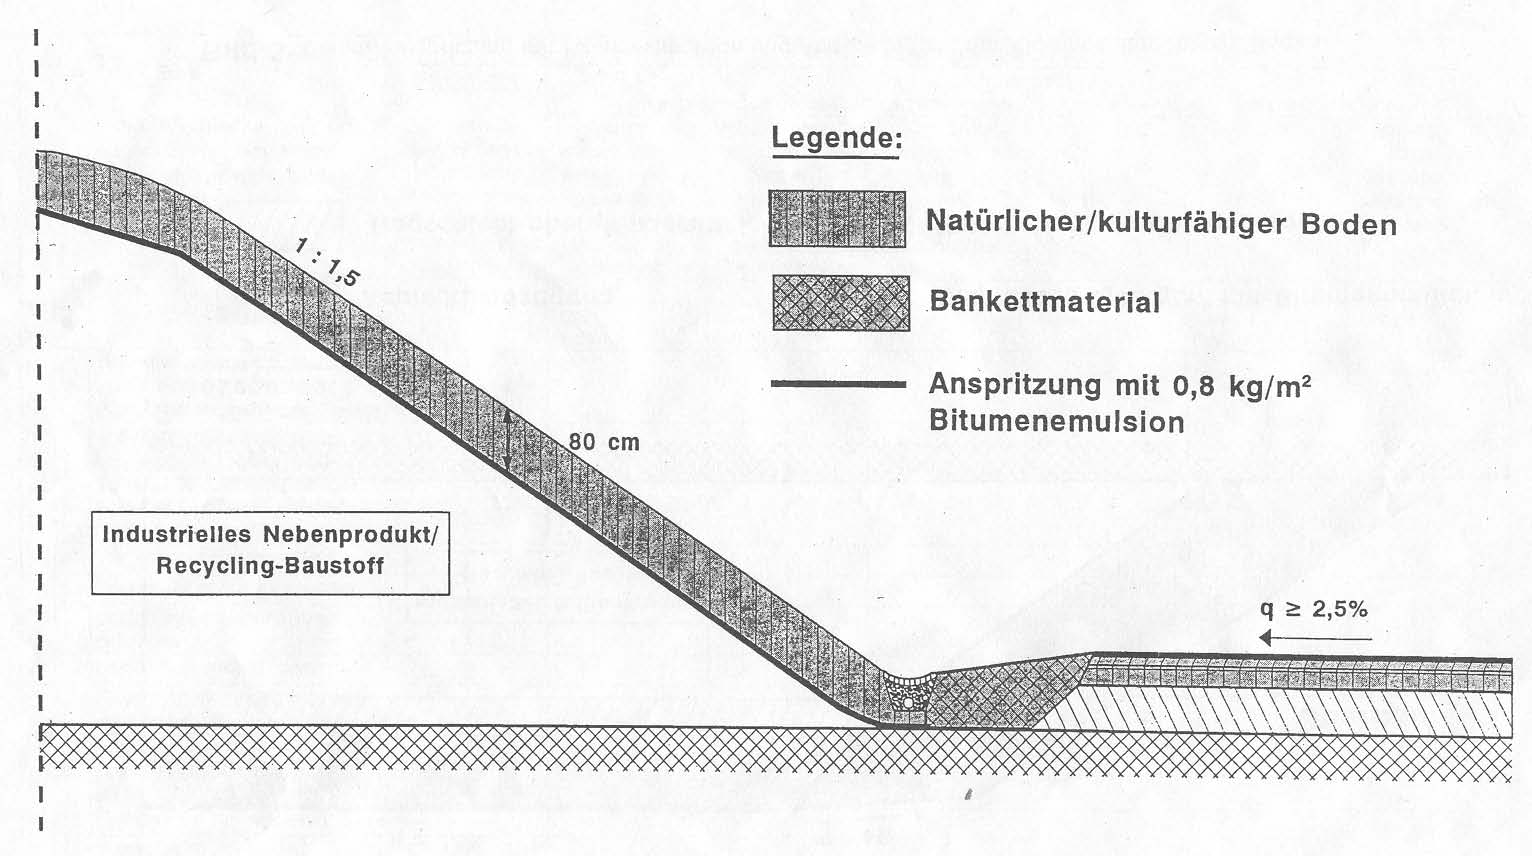 Legende:
Natürlicher/kulturfähiger Boden
1 : 1,5
Bankettmaterial
Anspritzung mit 0,8 kg/m²
Bitumenemulsion
80 cm
Industrielles Nebenprodukt/
Recycling-Baustoff
q ≥ 2,5%